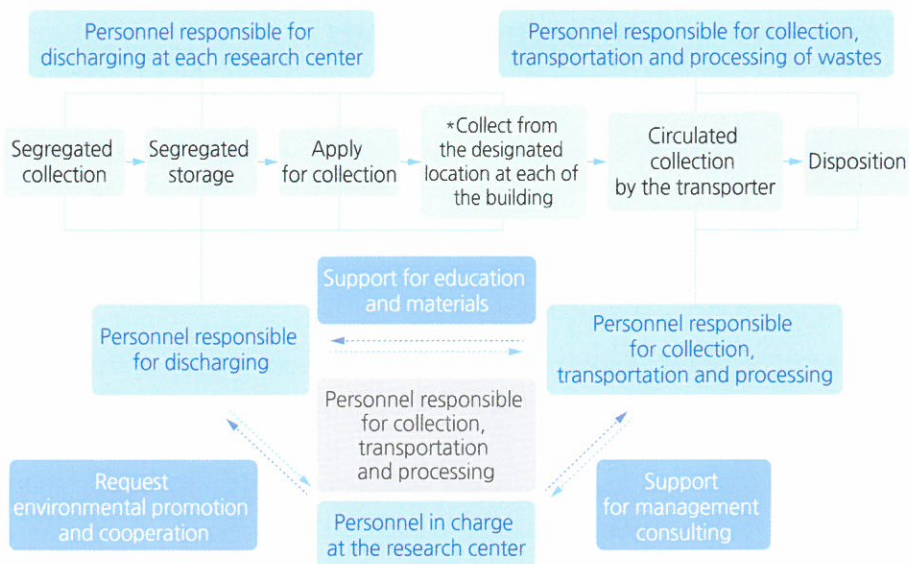 Personnel responsible for
discharging at each research center
Personnel responsible for collection,
transportation and processing of wastes
Segregated
collection
Segregated
storage
Apply
for collection
*Collect from
the designated
location at each of
the building
Circulated
collection
by the transporter
Disposition
Support for education
and materials
Personnel responsible
for discharging
Personnel responsible
for collection,
transportation and processing
Personnel responsible
for collection,
transportation
and processing
Request
environmental promotion
and cooperation
Support
for management
consulting
Personnel in charge
at the research center